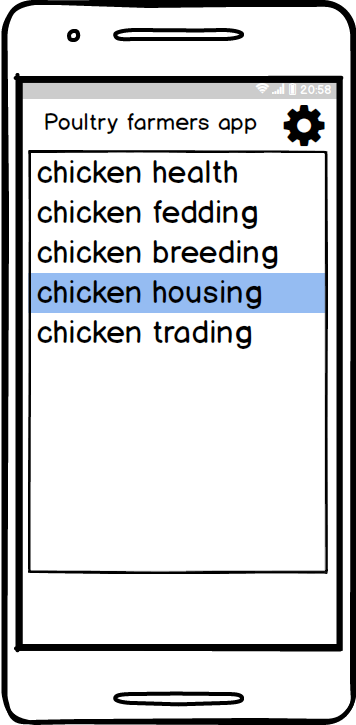 20:58
Poultry farmers app
chicken health
chicken fedding
chicken breeding
chicken housing
chicken trading